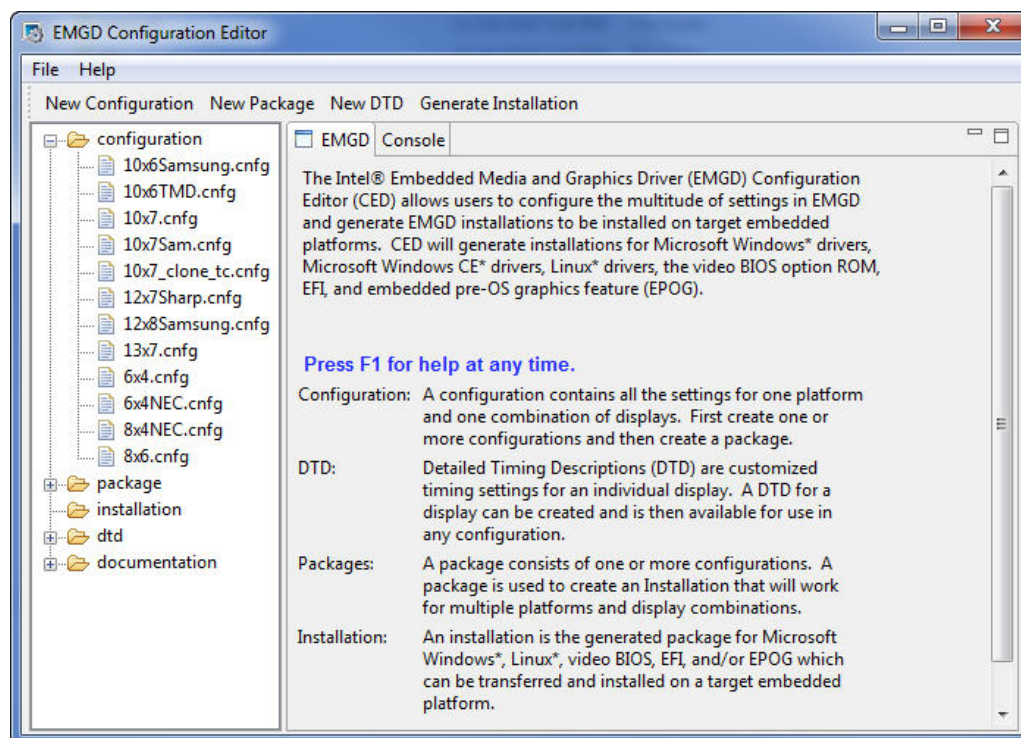 EMGD Configuration Editor
File Help
New Configuration New Package New DTD Generate Installation
configuration
10x6Samsung.cnfg
10x6TMD.cnfg
10x7.cnfg
10x7Sam.cnfg
10x7_clone_tc.cnfg
12x7Sharp.cnfg
12x8Samsung.cnfg
13x7.cnfg
6x4.cnfg
6x4NEC.cnfg
8x4NEC.cnfg
8x6.cnfg
package
installation
dtd
documentation
EMGD Console
The Intel® Embedded Media and Graphics Driver (EMGD) Configuration
Editor (CED) allows users to configure the multitude of settings in EMGD
and generate EMGD installations to be installed on target embedded
platforms. CED will generate installations for Microsoft Windows* drivers,
Microsoft Windows CE* drivers, Linux* drivers, the video BIOS option ROM,
EFI, and embedded pre-OS graphics feature (EPOG).
Press F1 for help at any time.
Configuration: A configuration contains all the settings for one platform
and one combination of displays. First create one or
more configurations and then create a package.
DTD: Detailed Timing Descriptions (DTD) are customized
timing settings for an individual display. A DTD for a
display can be created and is then available for use in
any configuration.
Packages: A package consists of one or more configurations. A
package is used to create an Installation that will work
for multiple platforms and display combinations.
Installation: An installation is the generated package for Microsoft
Windows*, Linux*, video BIOS, EFI, and/or EPOG which
can be transferred and installed on a target embedded
platform.